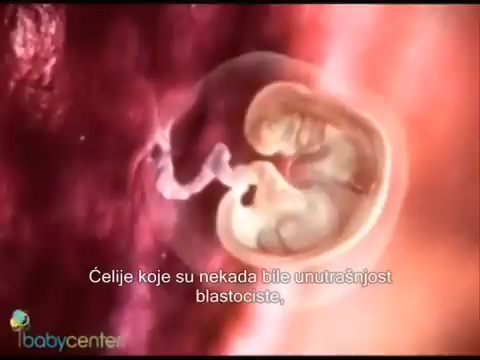 Ćelije koje su nekada bile unutrašnjost
blastociste,
babycenter